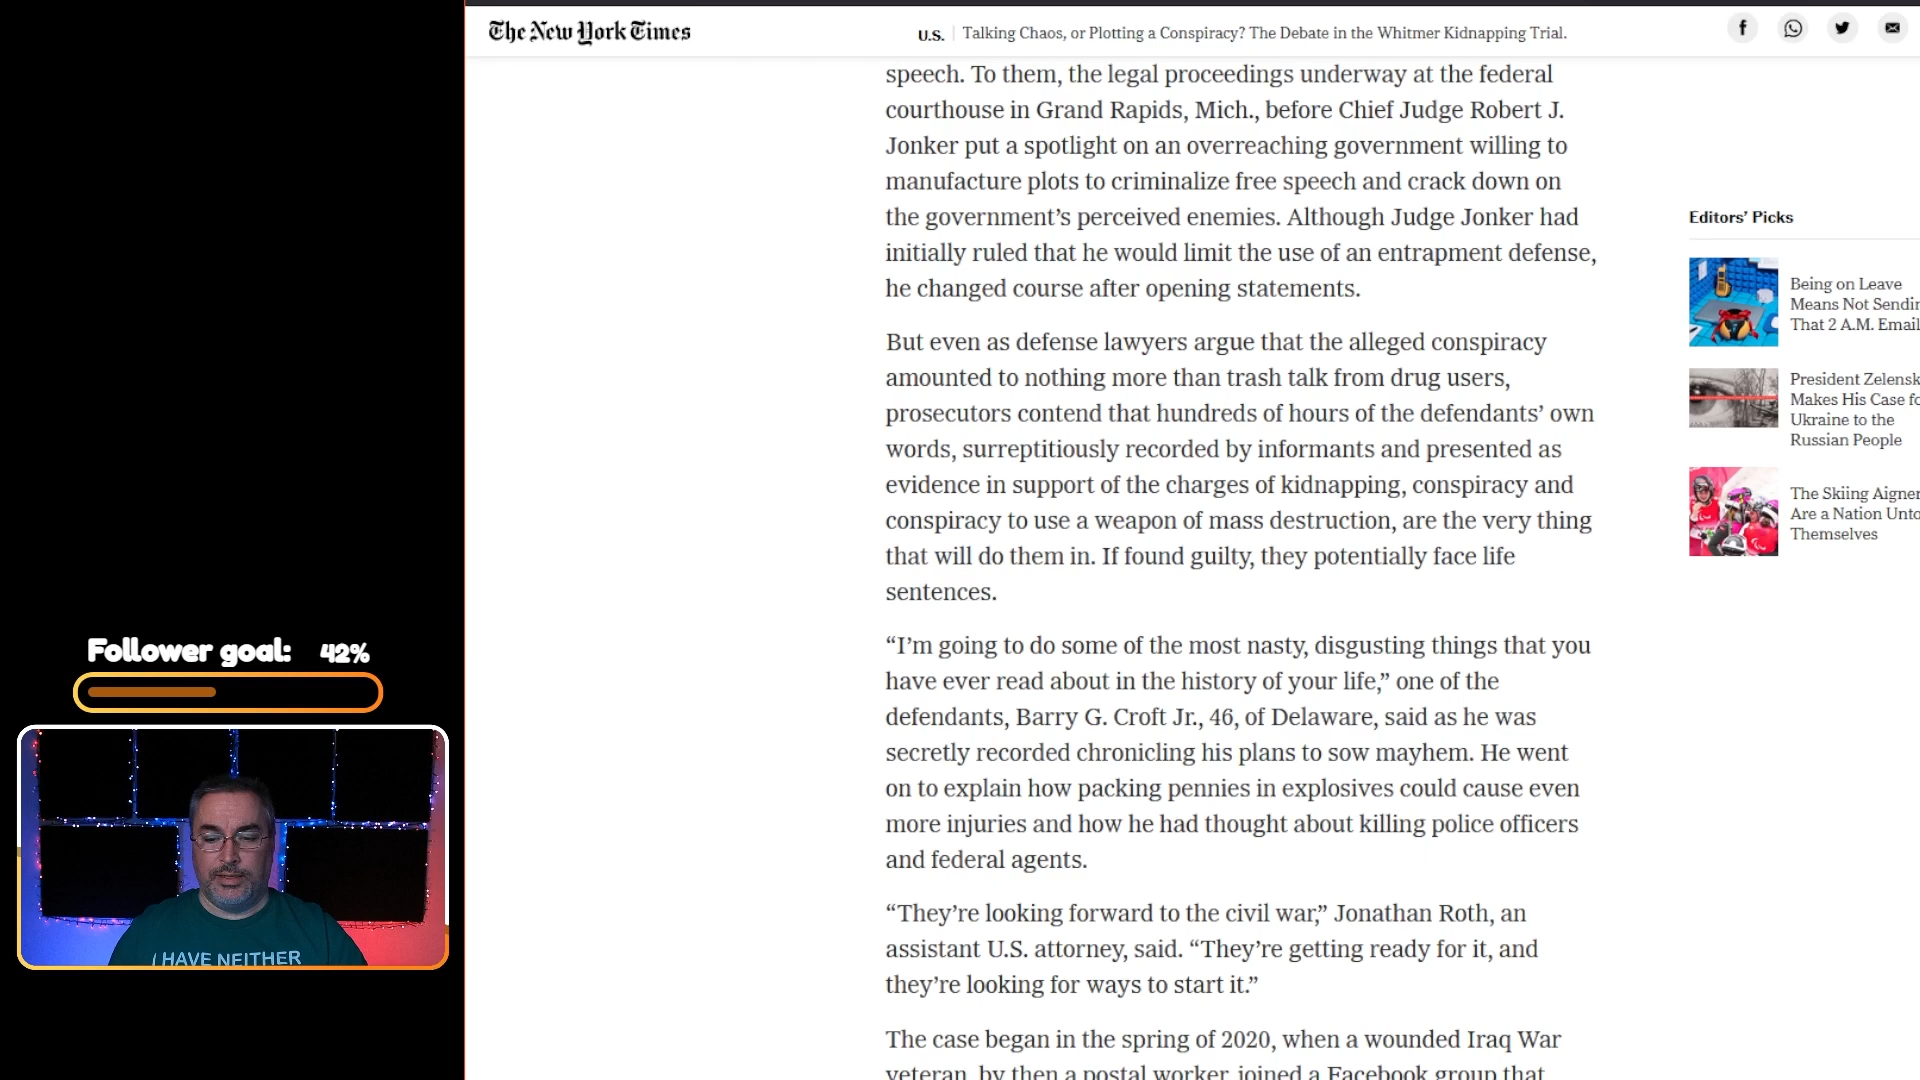 The New York Times
U.S. Talking Chaos, or Plotting a Conspiracy? The Debate in the Whitmer Kidnapping Trial.
speech. To them, the legal proceedings underway at the federal
courthouse in Grand Rapids, Mich., before Chief Judge Robert J.
Jonker put a spotlight on an overreaching government willing to
manufacture plots to criminalize free speech and crack down on
the government’s perceived enemies. Although Judge Jonker had
initially ruled that he would limit the use of an entrapment defense,
he changed course after opening statements.
But even as defense lawyers argue that the alleged conspiracy
amounted to nothing more than trash talk from drug users,
prosecutors contend that hundreds of hours of the defendants’ own
words, surreptitiously recorded by informants and presented as
evidence in support of the charges of kidnapping, conspiracy and
conspiracy to use a weapon of mass destruction, are the very thing
that will do them in. If found guilty, they potentially face life
sentences.
“I’m going to do some of the most nasty, disgusting things that you
have ever read about in the history of your life,” one of the
defendants, Barry G. Croft Jr., 46, of Delaware, said as he was
secretly recorded chronicling his plans to sow mayhem. He went
on to explain how packing pennies in explosives could cause even
more injuries and how he had thought about killing police officers
and federal agents.
“They’re looking forward to the civil war,” Jonathan Roth, an
assistant U.S. attorney, said. “They’re getting ready for it, and
they’re looking for ways to start it.”
The case began in the spring of 2020, when a wounded Iraq War
veteran, by then a postal worker, joined a Facebook group that
Editors’ Picks
Being on Leave
Means Not Sendin
That 2 A.M. Email
President Zelensk
Makes His Case fo
Ukraine to the
Russian People
The Skiing Aigner
Are a Nation Unto
Themselves
Follower goal: 42%
I HAVE NEITHER